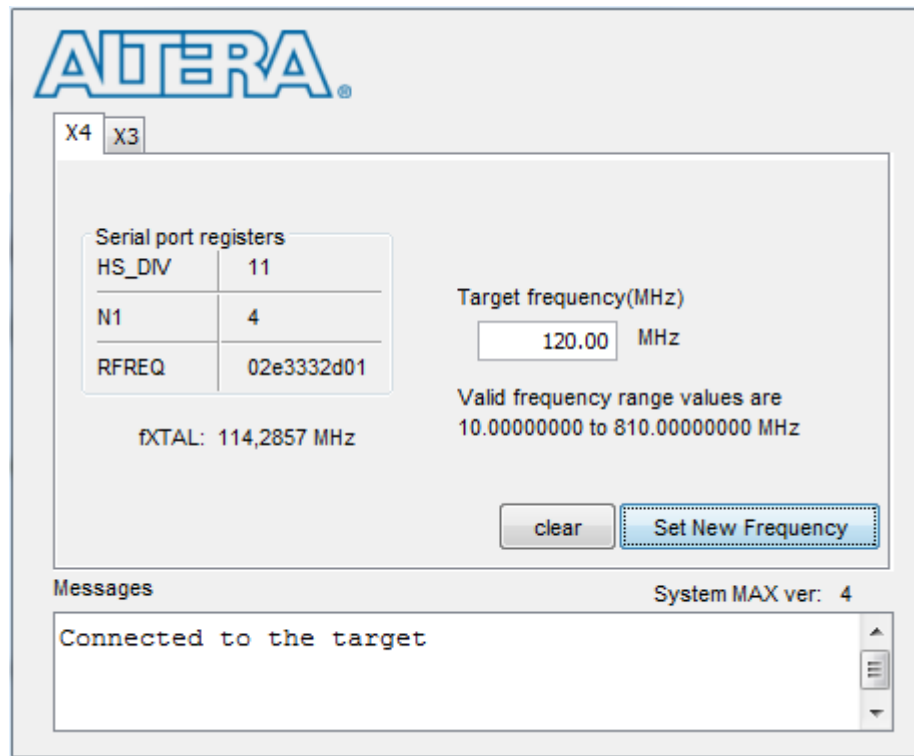 ALTERA®
X4 X3
Serial port registers
HS_DIV 11
N1 4
RFREQ 02e3332d01
fXTAL: 114,2857 MHz
Target frequency(MHz)
120.00 MHz
Valid frequency range values are
10.00000000 to 810.00000000 MHz
clear Set New Frequency
Messages System MAX ver: 4
Connected to the target